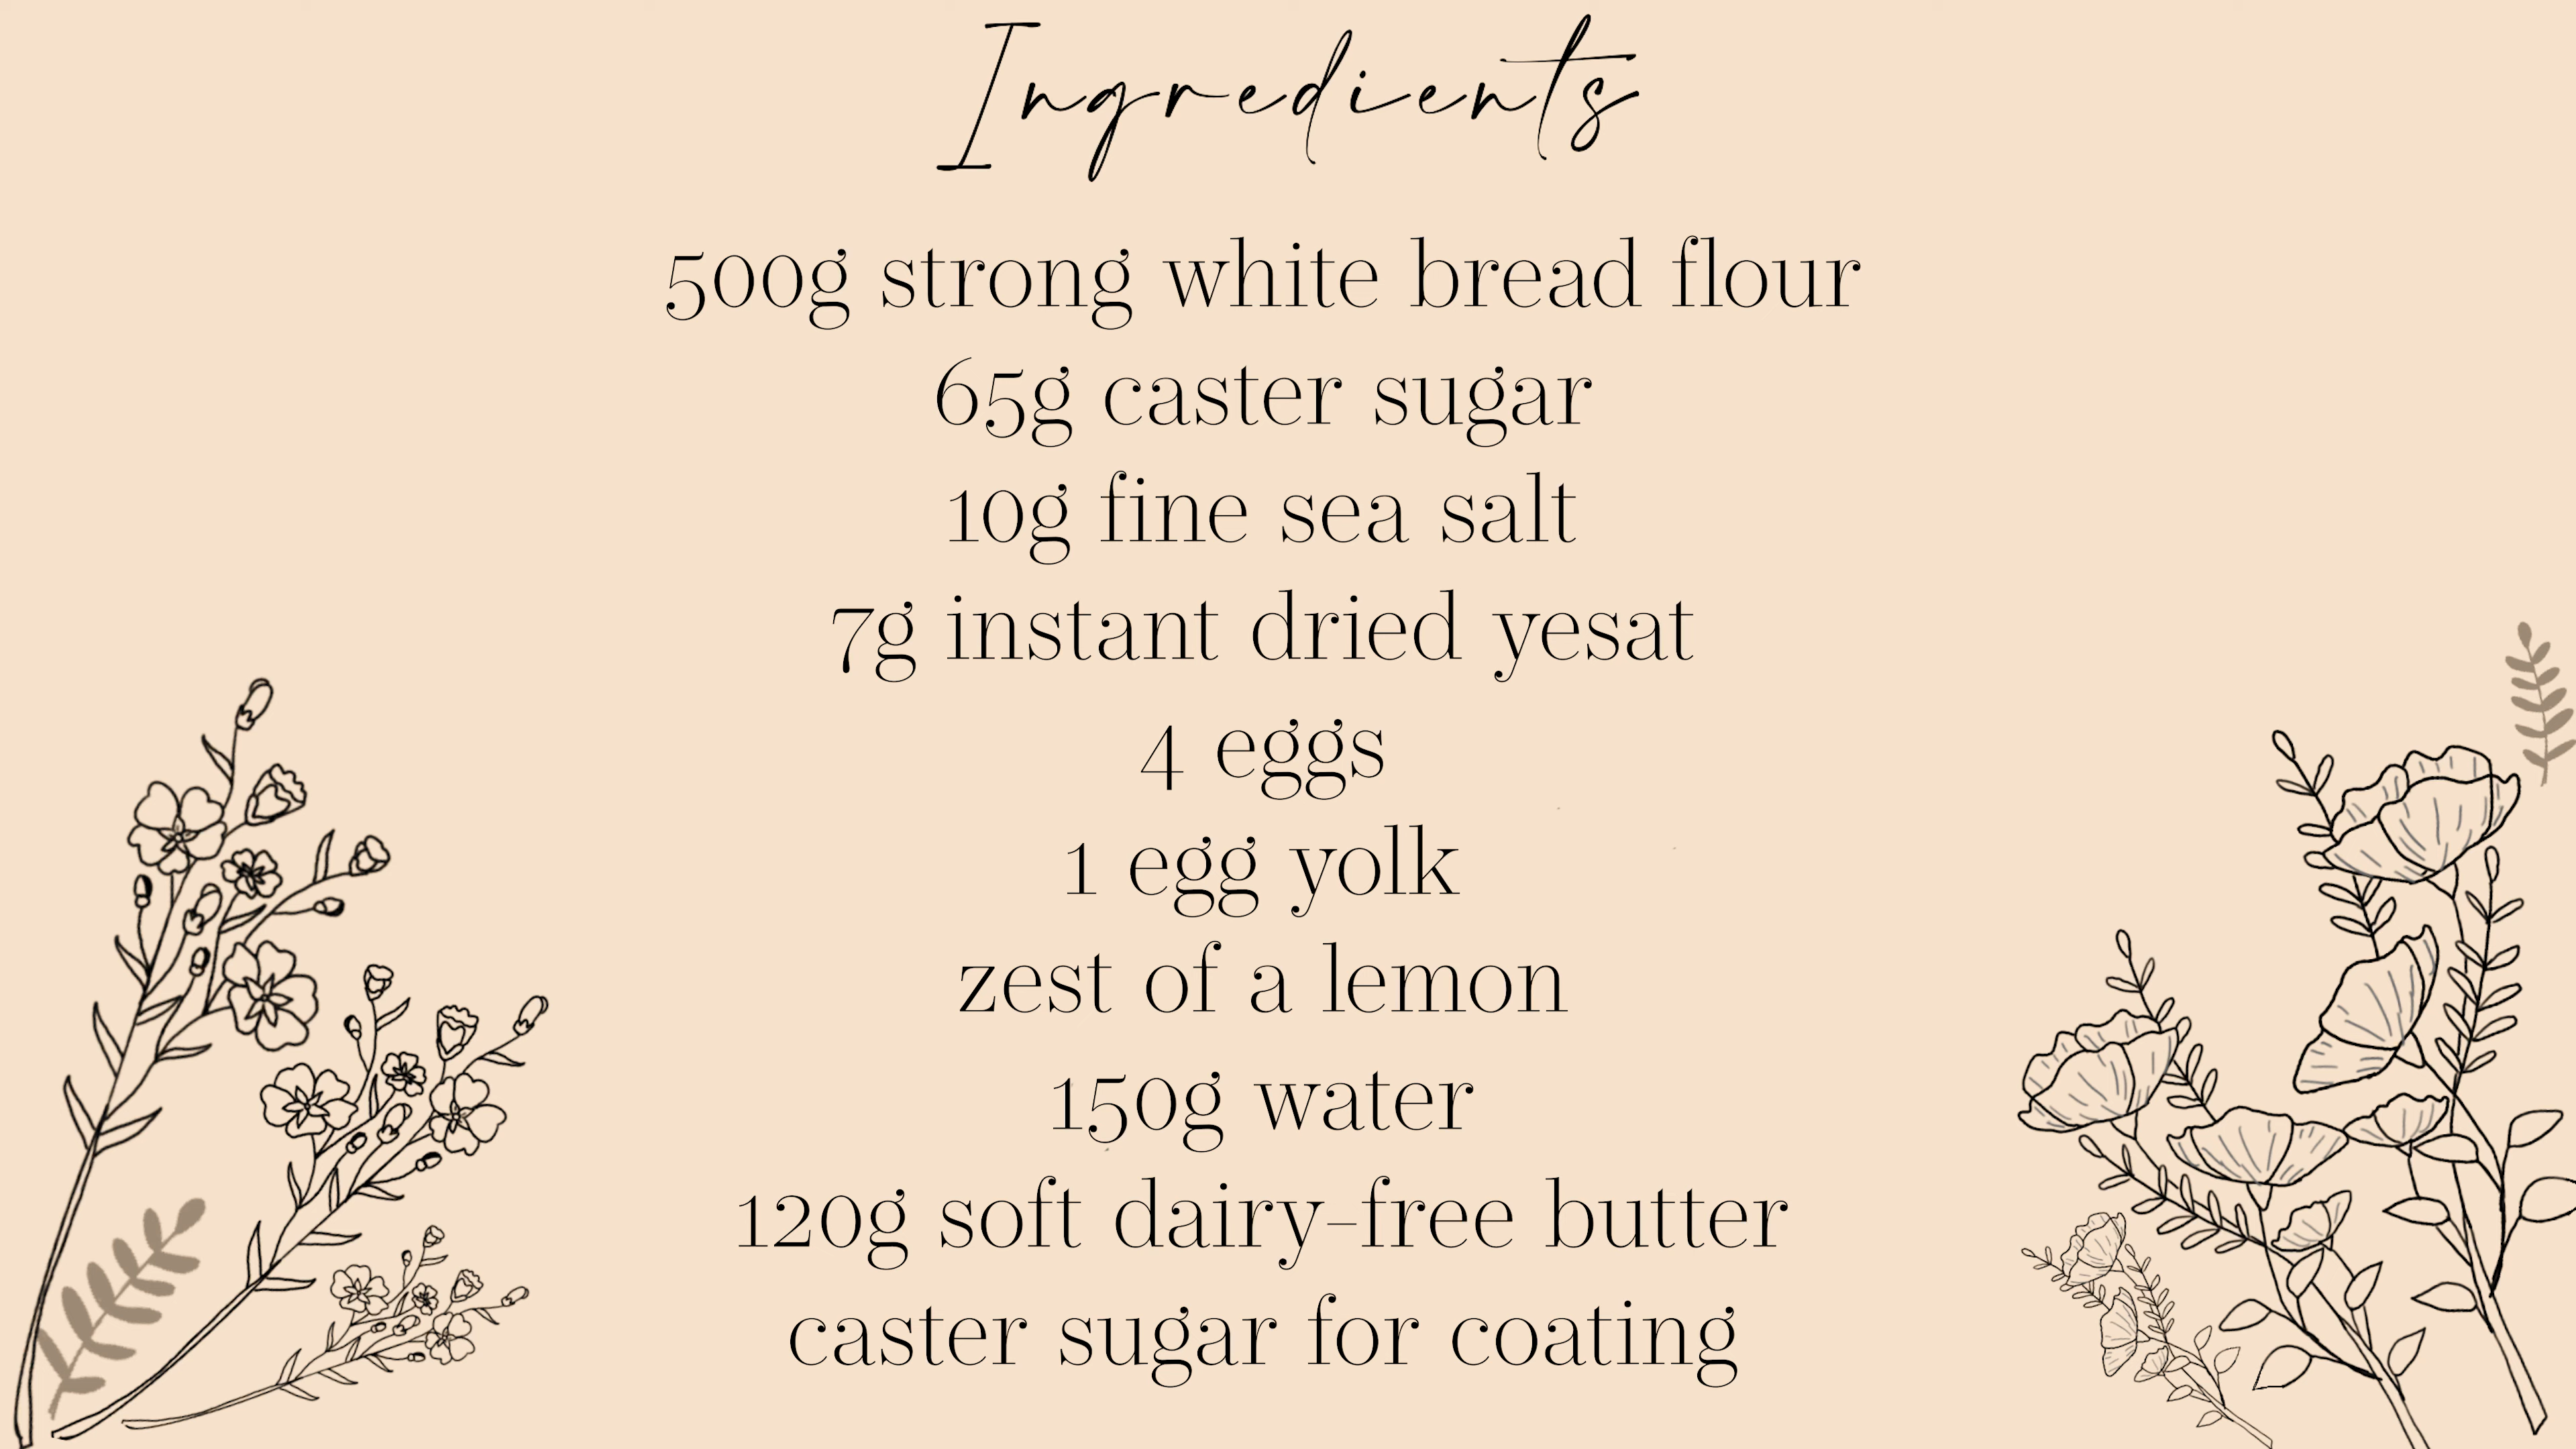 Ingredients
500g strong white bread flour
65g caster sugar
10g fine sea salt
7g instant dried yesat
4 eggs
1 egg yolk
zest of a lemon
150g water
120g soft dairy-free butter
caster sugar for coating